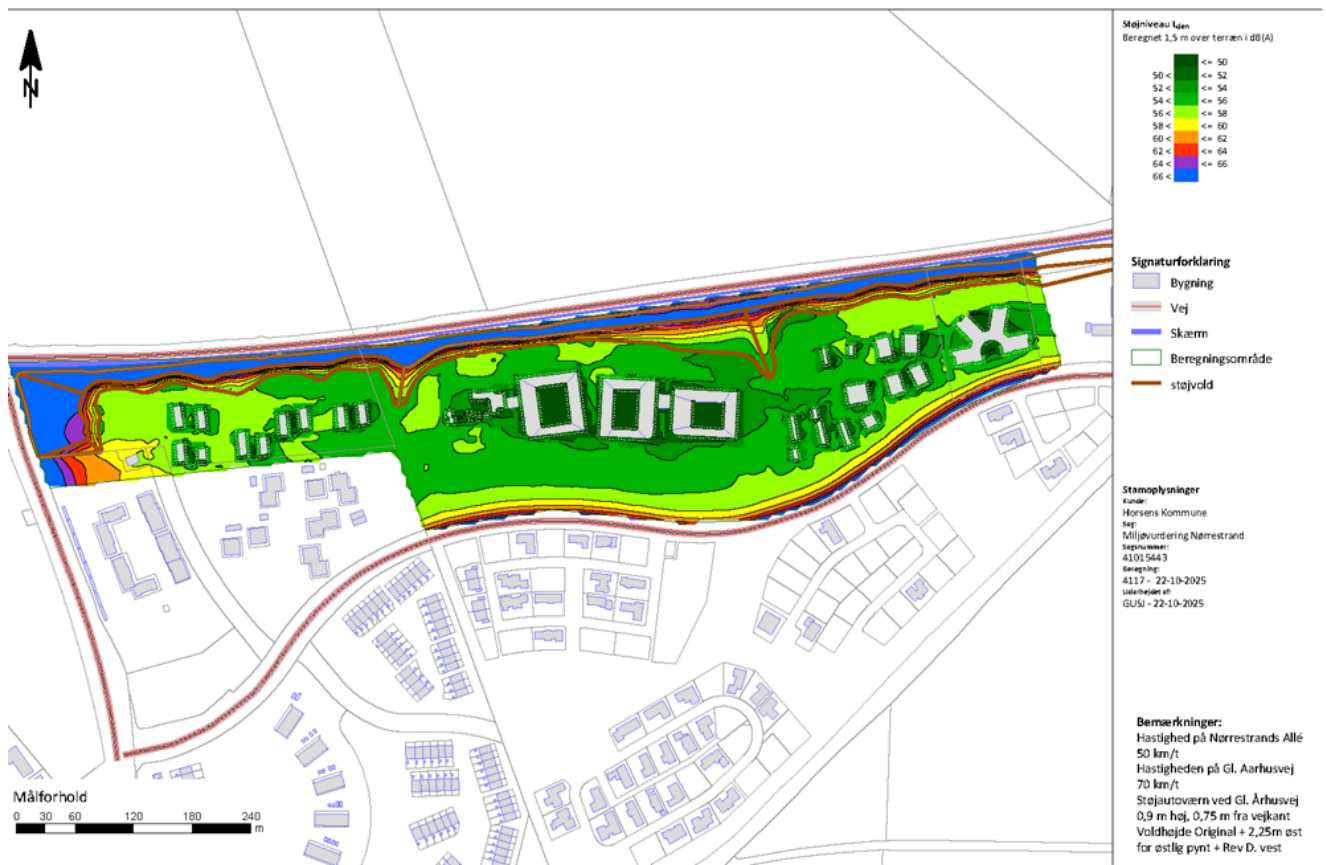 N
Støjniveau Lden
Beregnet 1,5 m over terræn i dB(A)
<= 50
50 < <= 52
52 < <= 54
54 < <= 56
56 < <= 58
58 < <= 60
60 < <= 62
62 < <= 64
64 < <= 66
66 <
Signaturforklaring
Bygning
Vej
Skærm
Beregningsområde
støjvold
Stamoplysninger
Kunde:
Horsens Kommune
Sag:
Miljøvurdering Nørrestrand
Sagsnummer:
41015443
Beregning:
4117 - 22-10-2025
Udarbejdet af:
GUSJ - 22-10-2025
Bemærkninger:
Hastighed på Nørrestrands Allé
50 km/t
Hastigheden på Gl. Aarhusvej
70 km/t
Støjautoværn ved Gl. Århusvej
0,9 m høj, 0,75 m fra vejkant
Voldhøjde Original + 2,25m øst
for østlig pynt + Rev D. vest
Målforhold
0 30 60 120 180 240
m